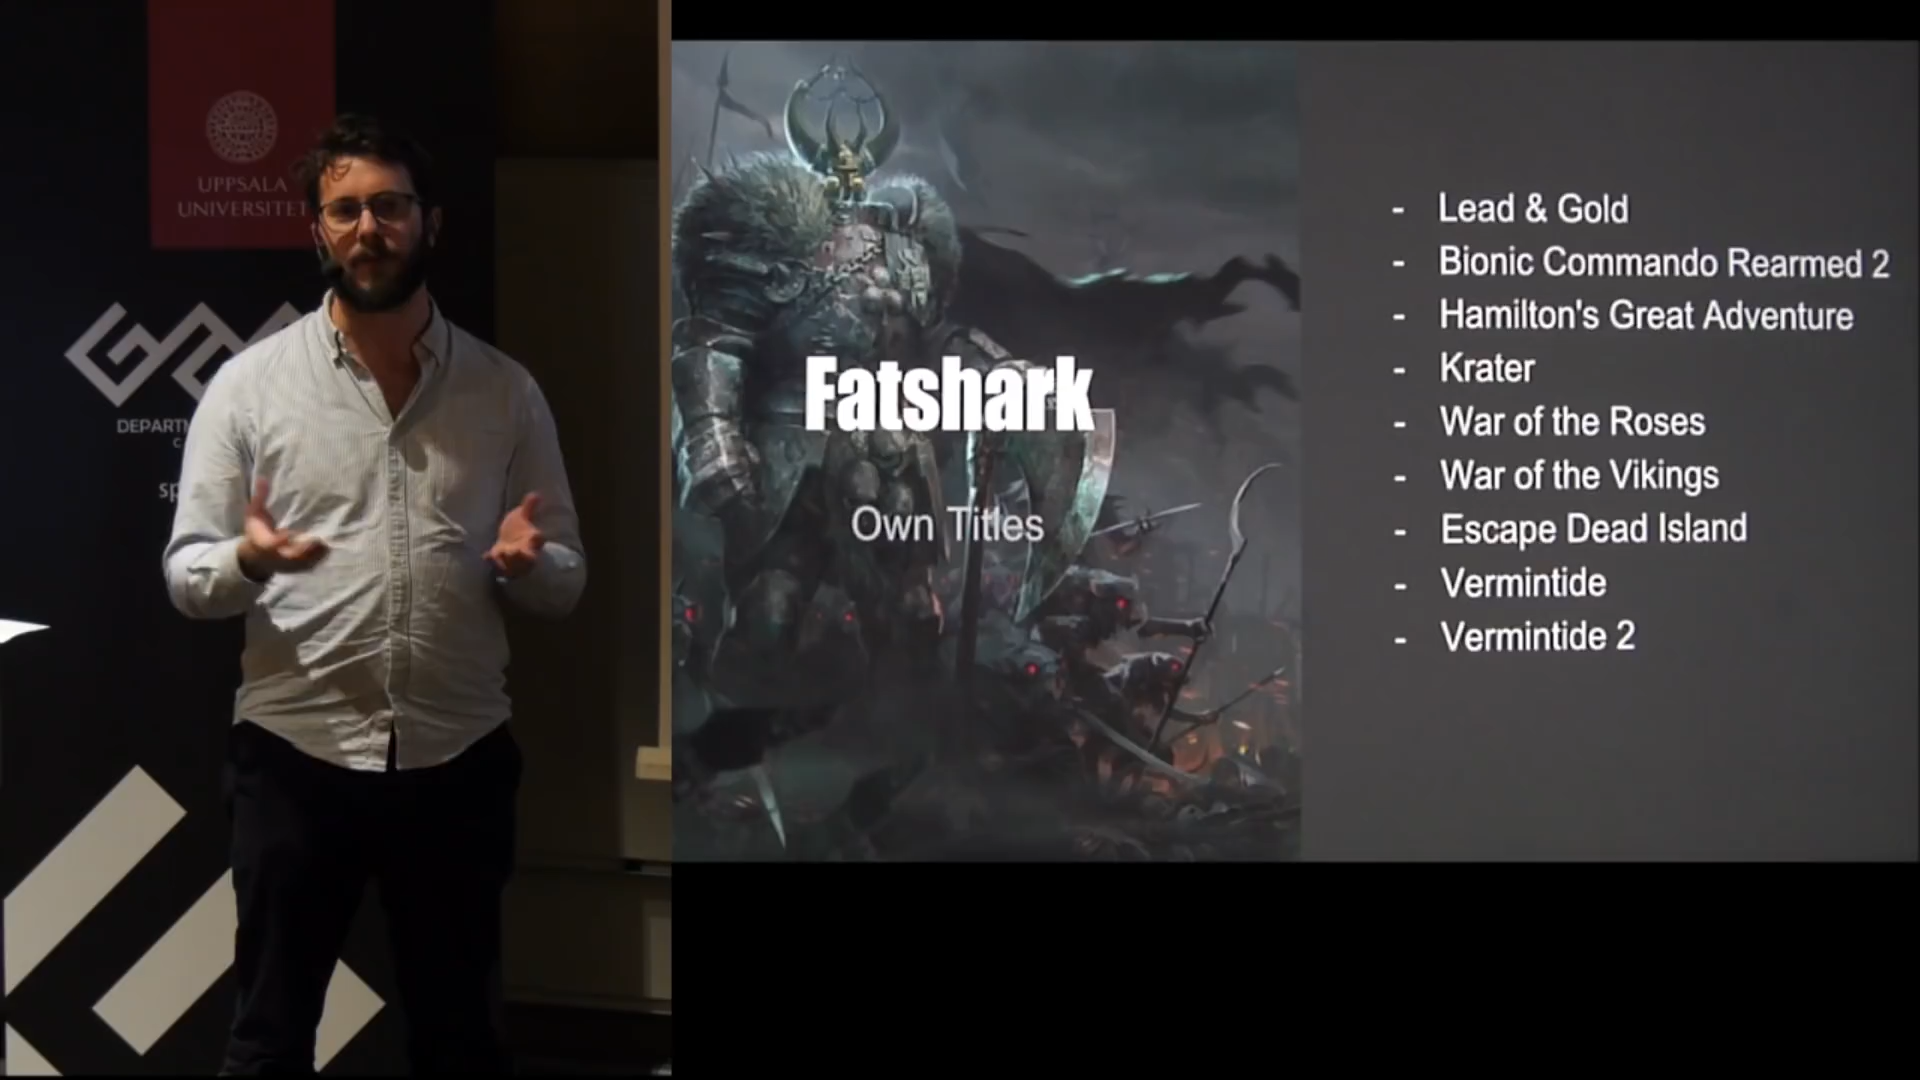 UPPSALA
UNIVERSITET
Fatshark
Own Titles
- Lead & Gold
- Bionic Commando Rearmed 2
- Hamilton's Great Adventure
- Krater
- War of the Roses
- War of the Vikings
- Escape Dead Island
- Vermintide
- Vermintide 2